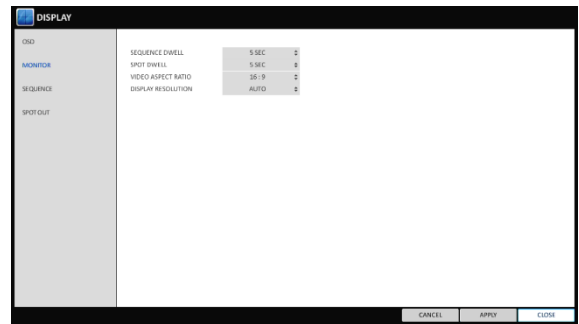 DISPLAY
OSD
MONITOR
SEQUENCE
SPOT OUT
SEQUENCE DWELL 5 SEC
SPOT DWELL 5 SEC
VIDEO ASPECT RATIO 16 : 9
DISPLAY RESOLUTION AUTO
CANCEL APPLY CLOSE